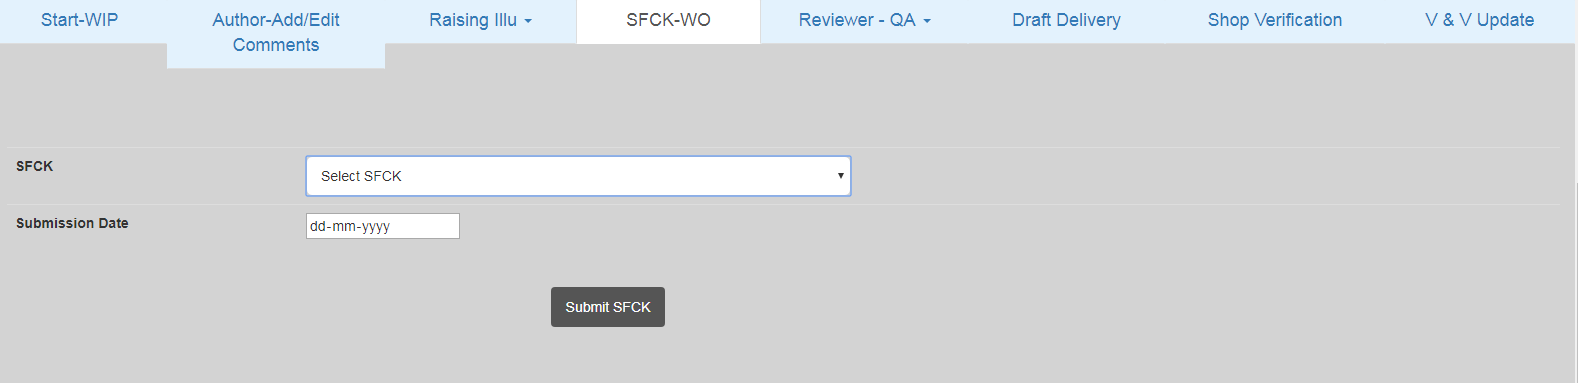 Start-WIP
Author-Add/Edit
Comments
Raising Illu
SFCK-WO
Reviewer - QA
Draft Delivery
Shop Verification
V & V Update
SFCK
Select SFCK
Submission Date
dd-mm-yyyy
Submit SFCK